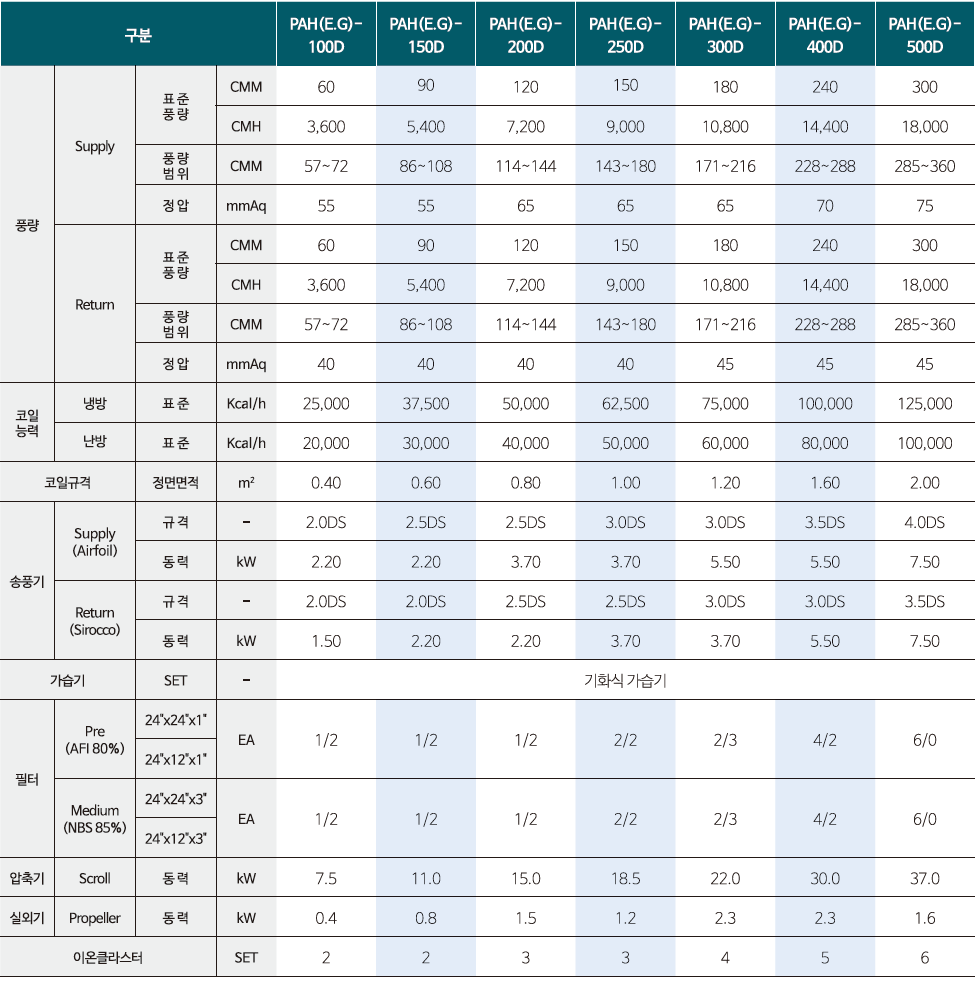 구분 PAH(E.G)-100D PAH(E.G)-150D PAH(E.G)-200D PAH(E.G)-250D PAH(E.G)-300D PAH(E.G)-400D PAH(E.G)-500D
풍량 Supply 표준 풍량 CMM 60 90 120 150 180 240 300
CMH 3,600 5,400 7,200 9,000 10,800 14,400 18,000
풍량 범위 CMM 57~72 86~108 114~144 143~180 171~216 228~288 285~360
정압 mmAq 55 55 65 65 65 70 75
Return 표준 풍량 CMM 60 90 120 150 180 240 300
CMH 3,600 5,400 7,200 9,000 10,800 14,400 18,000
풍량 범위 CMM 57~72 86~108 114~144 143~180 171~216 228~288 285~360
정압 mmAq 40 40 40 40 45 45 45
코일 능력 냉방 표준 Kcal/h 25,000 37,500 50,000 62,500 75,000 100,000 125,000
난방 표준 Kcal/h 20,000 30,000 40,000 50,000 60,000 80,000 100,000
코일규격 정면면적 m² 0.40 0.60 0.80 1.00 1.20 1.60 2.00
송풍기 Supply (Airfoil) 규격 - 2.0DS 2.5DS 2.5DS 3.0DS 3.0DS 3.5DS 4.0DS
동력 kW 2.20 2.20 3.70 3.70 5.50 5.50 7.50
Return (Sirocco) 규격 - 2.0DS 2.0DS 2.5DS 2.5DS 3.0DS 3.0DS 3.5DS
동력 kW 1.50 2.20 2.20 3.70 3.70 5.50 7.50
가습기 SET - 기화식 가습기
필터 Pre (AFI 80%) 24"x24"x1" 24"x12"x1" EA 1/2 1/2 1/2 2/2 2/3 4/2 6/0
Medium (NBS 85%) 24"x24"x3" 24"x12"x3" EA 1/2 1/2 1/2 2/2 2/3 4/2 6/0
압축기 Scroll 동력 kW 7.5 11.0 15.0 18.5 22.0 30.0 37.0
실외기 Propeller 동력 kW 0.4 0.8 1.5 1.2 2.3 2.3 1.6
이온클라스터 SET 2 2 3 3 4 5 6